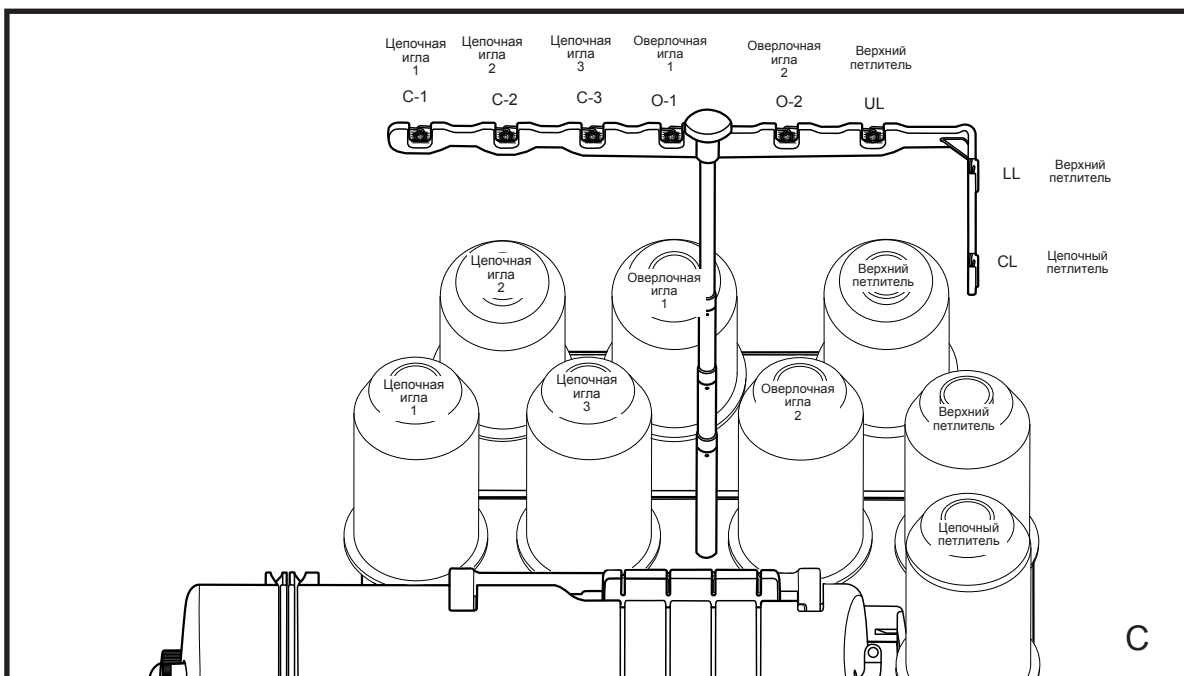 Цепочная
игла
1
Цепочная
игла
2
Цепочная
игла
3
Оверлочная
игла
1
Оверлочная
игла
2
Верхний
петлитель
C-1
C-2
C-3
O-1
O-2
UL
LL
Верхний
петлитель
CL
Цепочный
петлитель
Цепочная
игла
2
Оверлочная
игла
1
Верхний
петлитель
Цепочная
игла
1
Цепочная
игла
3
Оверлочная
игла
2
Верхний
петлитель
Цепочный
петлитель
C